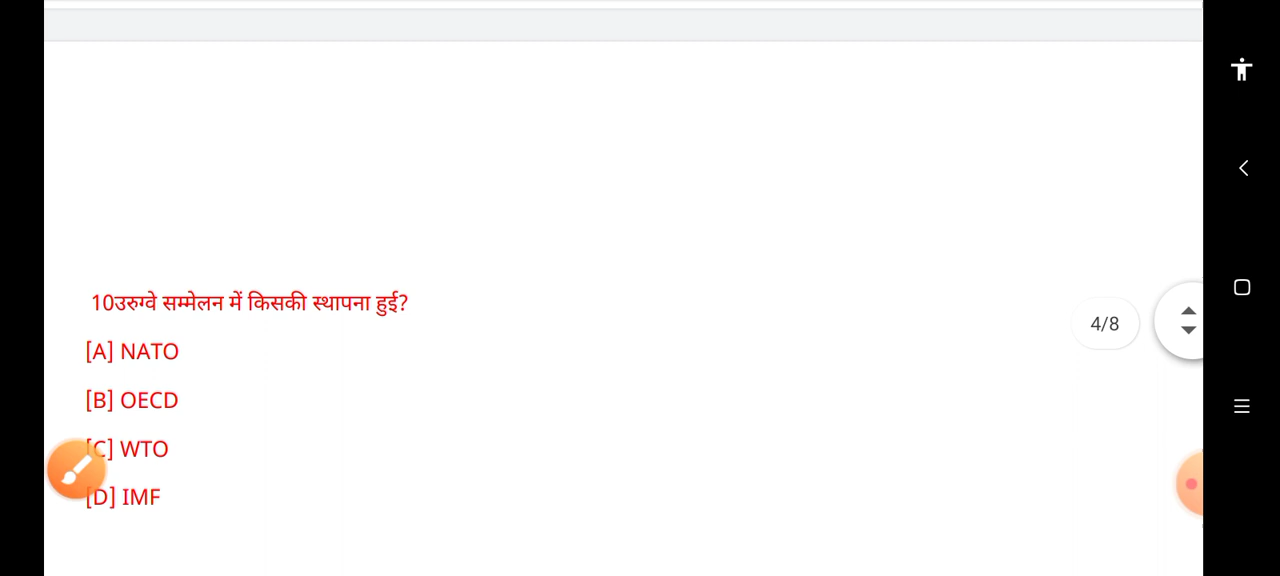 10उरुग्वे सम्मेलन में किसकी स्थापना हुई?
[A] NATO
4/8
[B] OECD
[C] WTO
[D] IMF